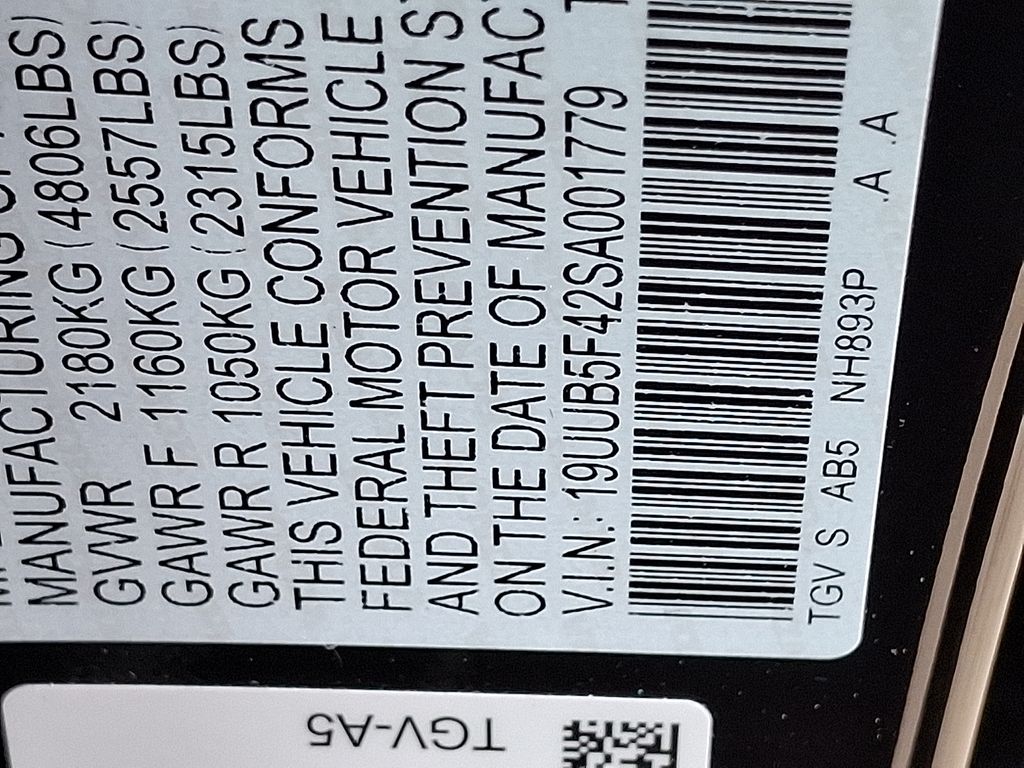 MANUFACTURING
GVWR 2180KG (4806LBS)
GAWR F 1160KG (2557LBS)
GAWR R 1050KG (2315LBS)
THIS VEHICLE CONFORMS
FEDERAL MOTOR VEHICLE
AND THEFT PREVENTION S
ON THE DATE OF MANUFAC
V.I.N.: 19UUB5F42SA001779
TGV S AB5 NH893P .A .A
TGV-A5